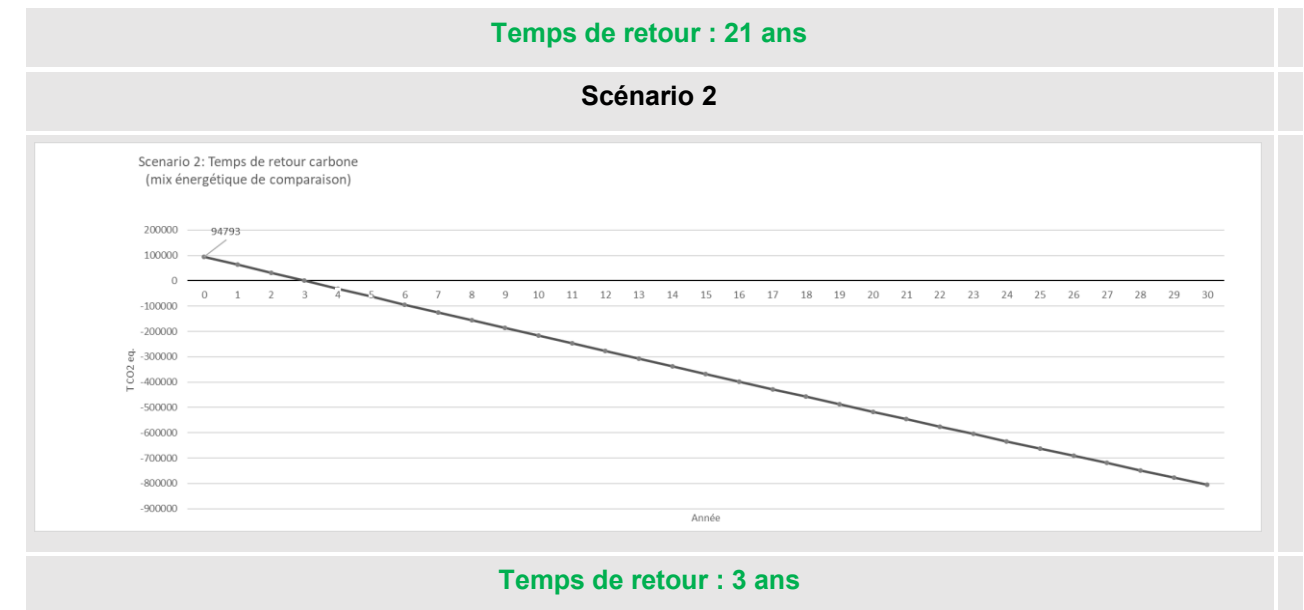 Temps de retour : 21 ans
Scénario 2
Scenario 2: Temps de retour carbone
(mix énergétique de comparaison)
200000
94793
100000
0
0 1 2 3 4 5 6 7 8 9 10 11 12 13 14 15 16 17 18 19 20 21 22 23 24 25 26 27 28 29 30
-100000
-200000
-300000
-400000
-500000
-600000
-700000
-800000
-900000
T CO2 eq.
Année
Temps de retour : 3 ans